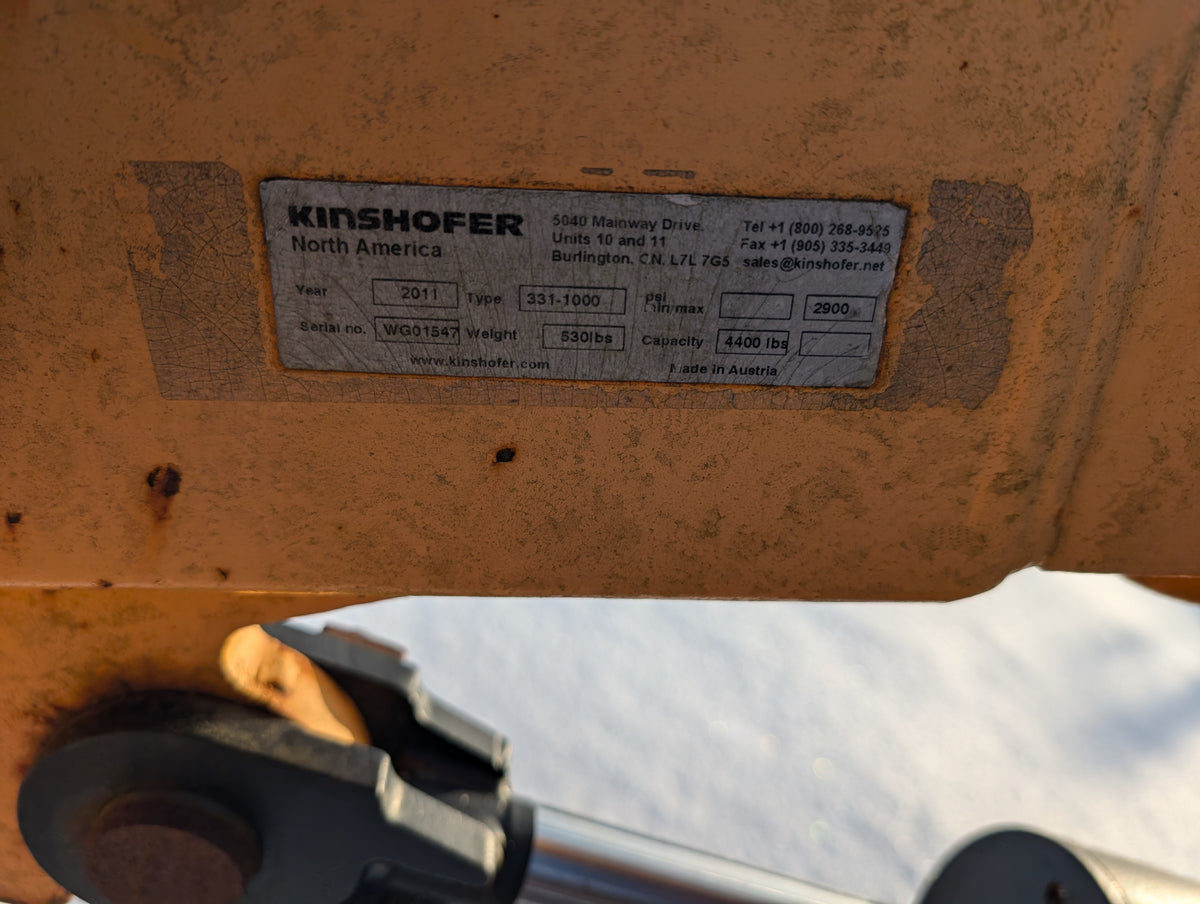 KINSHOFER
North America
5040 Mainway Drive,
Units 10 and 11
Burlington, CN, L7L 7G5
Tel +1 (800) 268-9525
Fax +1 (905) 335-3449
sales@kinshofer.net
Year 2011 Type 331-1000 psi min/max 2900
Serial no. WG01547 Weight 530lbs Capacity 4400 lbs
www.kinshofer.com Made in Austria